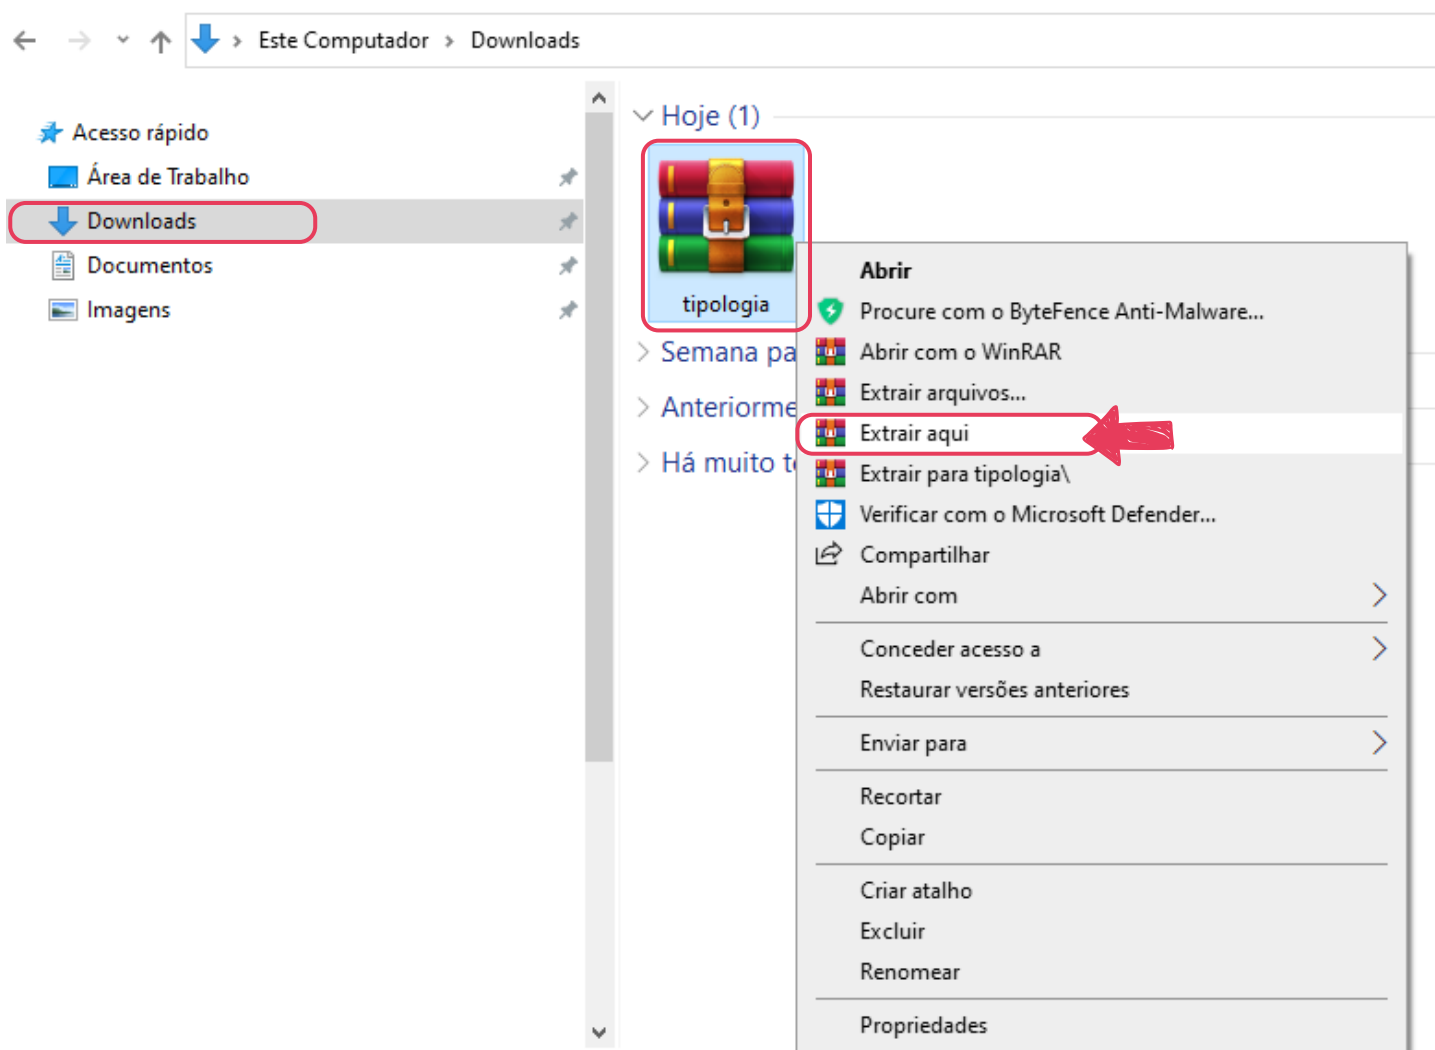 Este Computador > Downloads
Acesso rápido
Área de Trabalho
Downloads
Documentos
Imagens
Hoje (1)
tipologia
Semana pa
Anteriorme
Há muito t
Abrir
Procure com o ByteFence Anti-Malware...
Abrir com o WinRAR
Extrair arquivos...
Extrair aqui
Extrair para tipologia\
Verificar com o Microsoft Defender...
Compartilhar
Abrir com
Conceder acesso a
Restaurar versões anteriores
Enviar para
Recortar
Copiar
Criar atalho
Excluir
Renomear
Propriedades